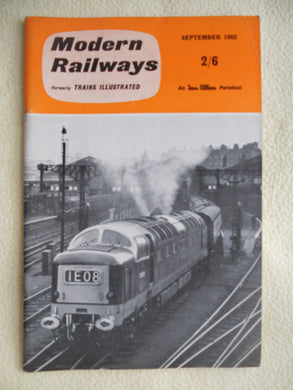 Modern
Railways
Formerly TRAINS ILLUSTRATED
SEPTEMBER 1962
2/6
An Ian Allan Periodical
1E08